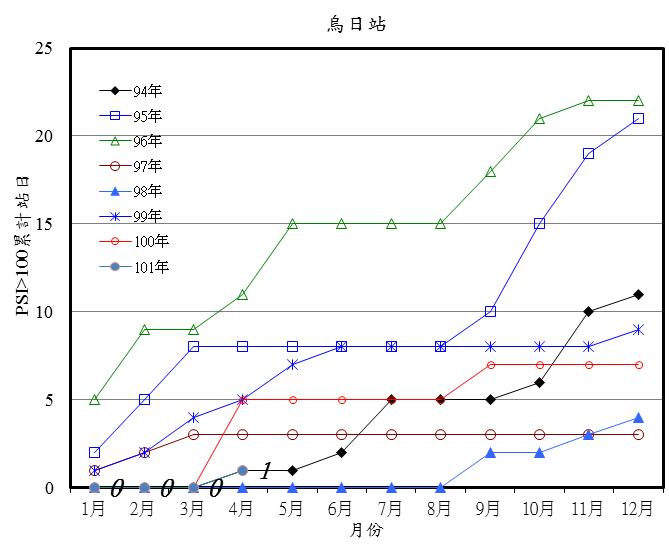 烏日站
25
20
15
10
5
0
PSI>100累計站日
94年
95年
96年
97年
98年
99年
100年
101年
0 0 0 1
1月 2月 3月 4月 5月 6月 7月 8月 9月 10月 11月 12月
月份